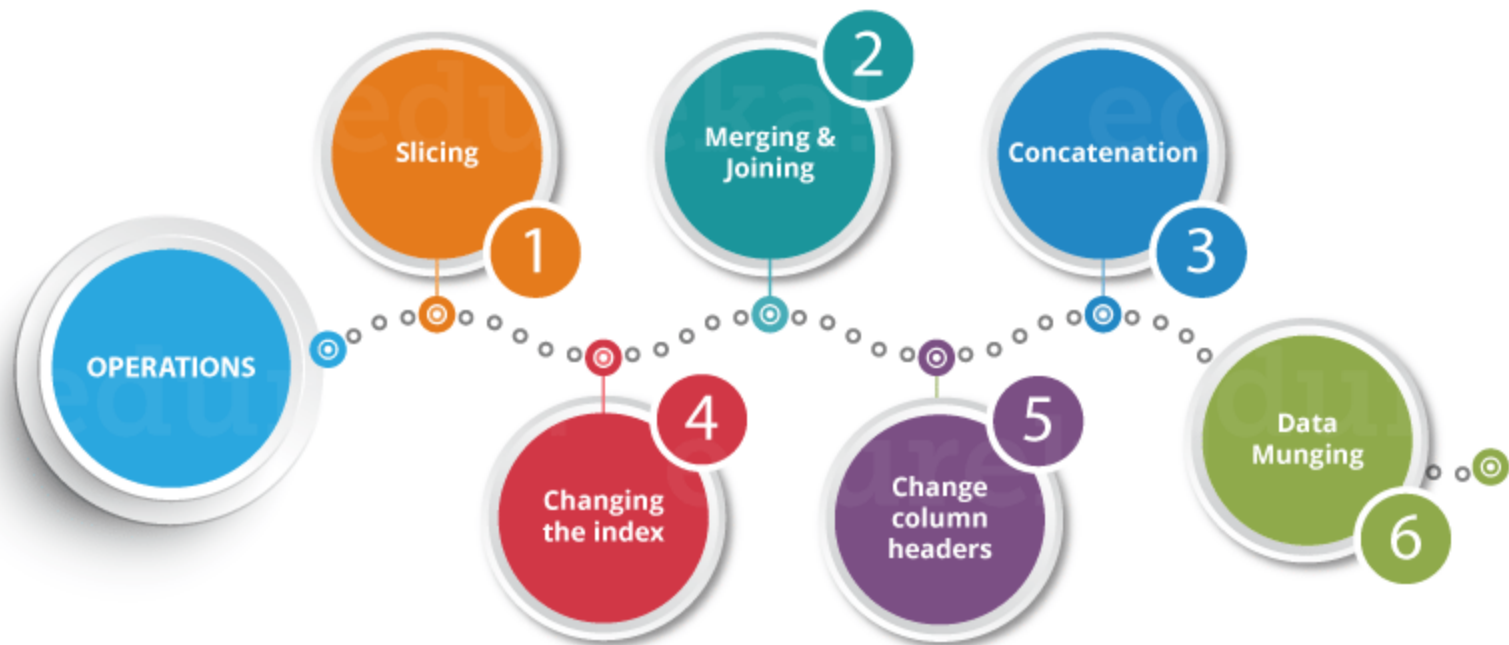 OPERATIONS
Slicing
1
Merging &
Joining
2
Concatenation
3
Changing
the index
4
Change
column
headers
5
Data
Munging
6